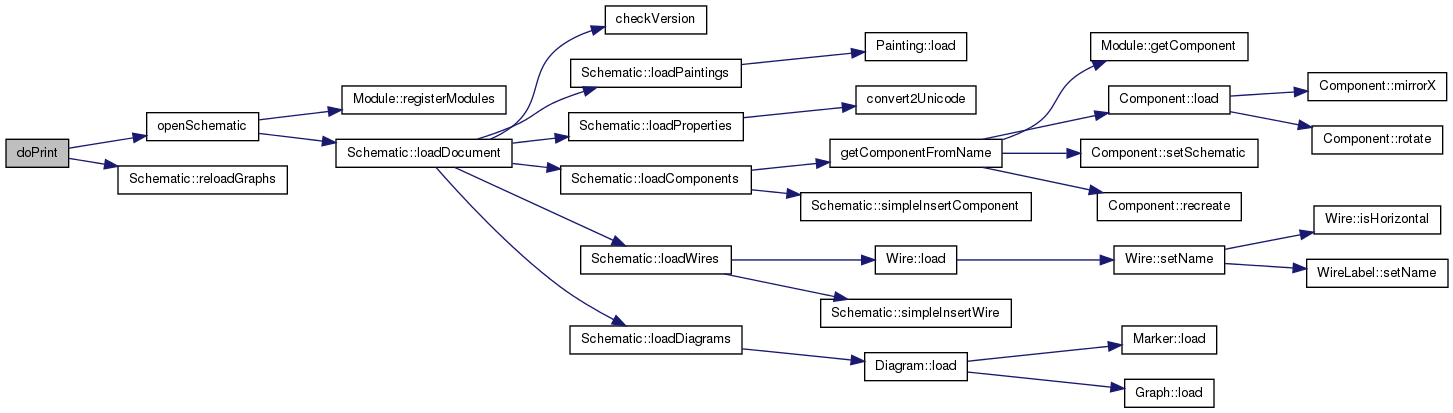 doPrint
openSchematic
Schematic::reloadGraphs
Module::registerModules
Schematic::loadDocument
checkVersion
Schematic::loadPaintings
Schematic::loadProperties
Schematic::loadComponents
Schematic::loadWires
Schematic::loadDiagrams
Painting::load
convert2Unicode
getComponentFromName
Schematic::simpleInsertComponent
Wire::load
Schematic::simpleInsertWire
Diagram::load
Module::getComponent
Component::load
Component::setSchematic
Component::recreate
Wire::setName
Marker::load
Graph::load
Component::mirrorX
Component::rotate
Wire::isHorizontal
WireLabel::setName